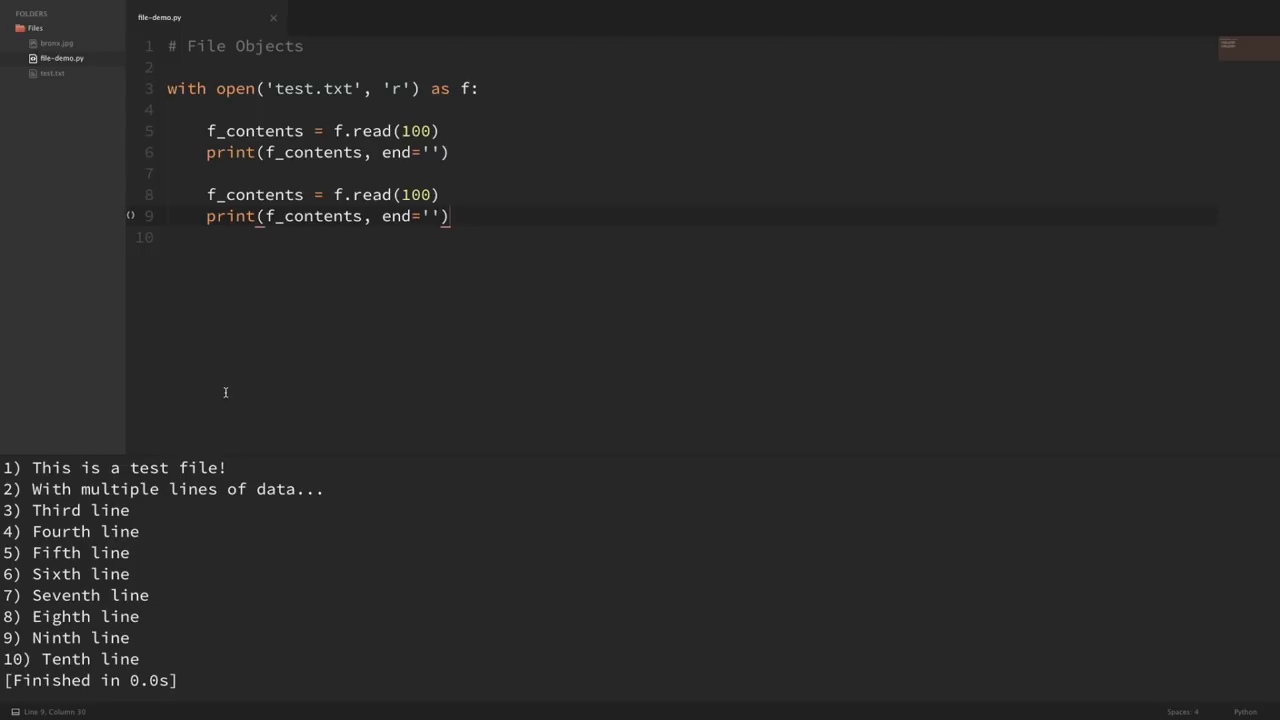 FOLDERS
Files
bronx.jpg
file-demo.py
test.txt
file-demo.py
1 # File Objects
2
3 with open('test.txt', 'r') as f:
4
5     f_contents = f.read(100)
6     print(f_contents, end='')
7
8     f_contents = f.read(100)
9     print(f_contents, end='')
10
1) This is a test file!
2) With multiple lines of data...
3) Third line
4) Fourth line
5) Fifth line
6) Sixth line
7) Seventh line
8) Eighth line
9) Ninth line
10) Tenth line
[Finished in 0.0s]
Line 9, Column 30
Spaces: 4
Python